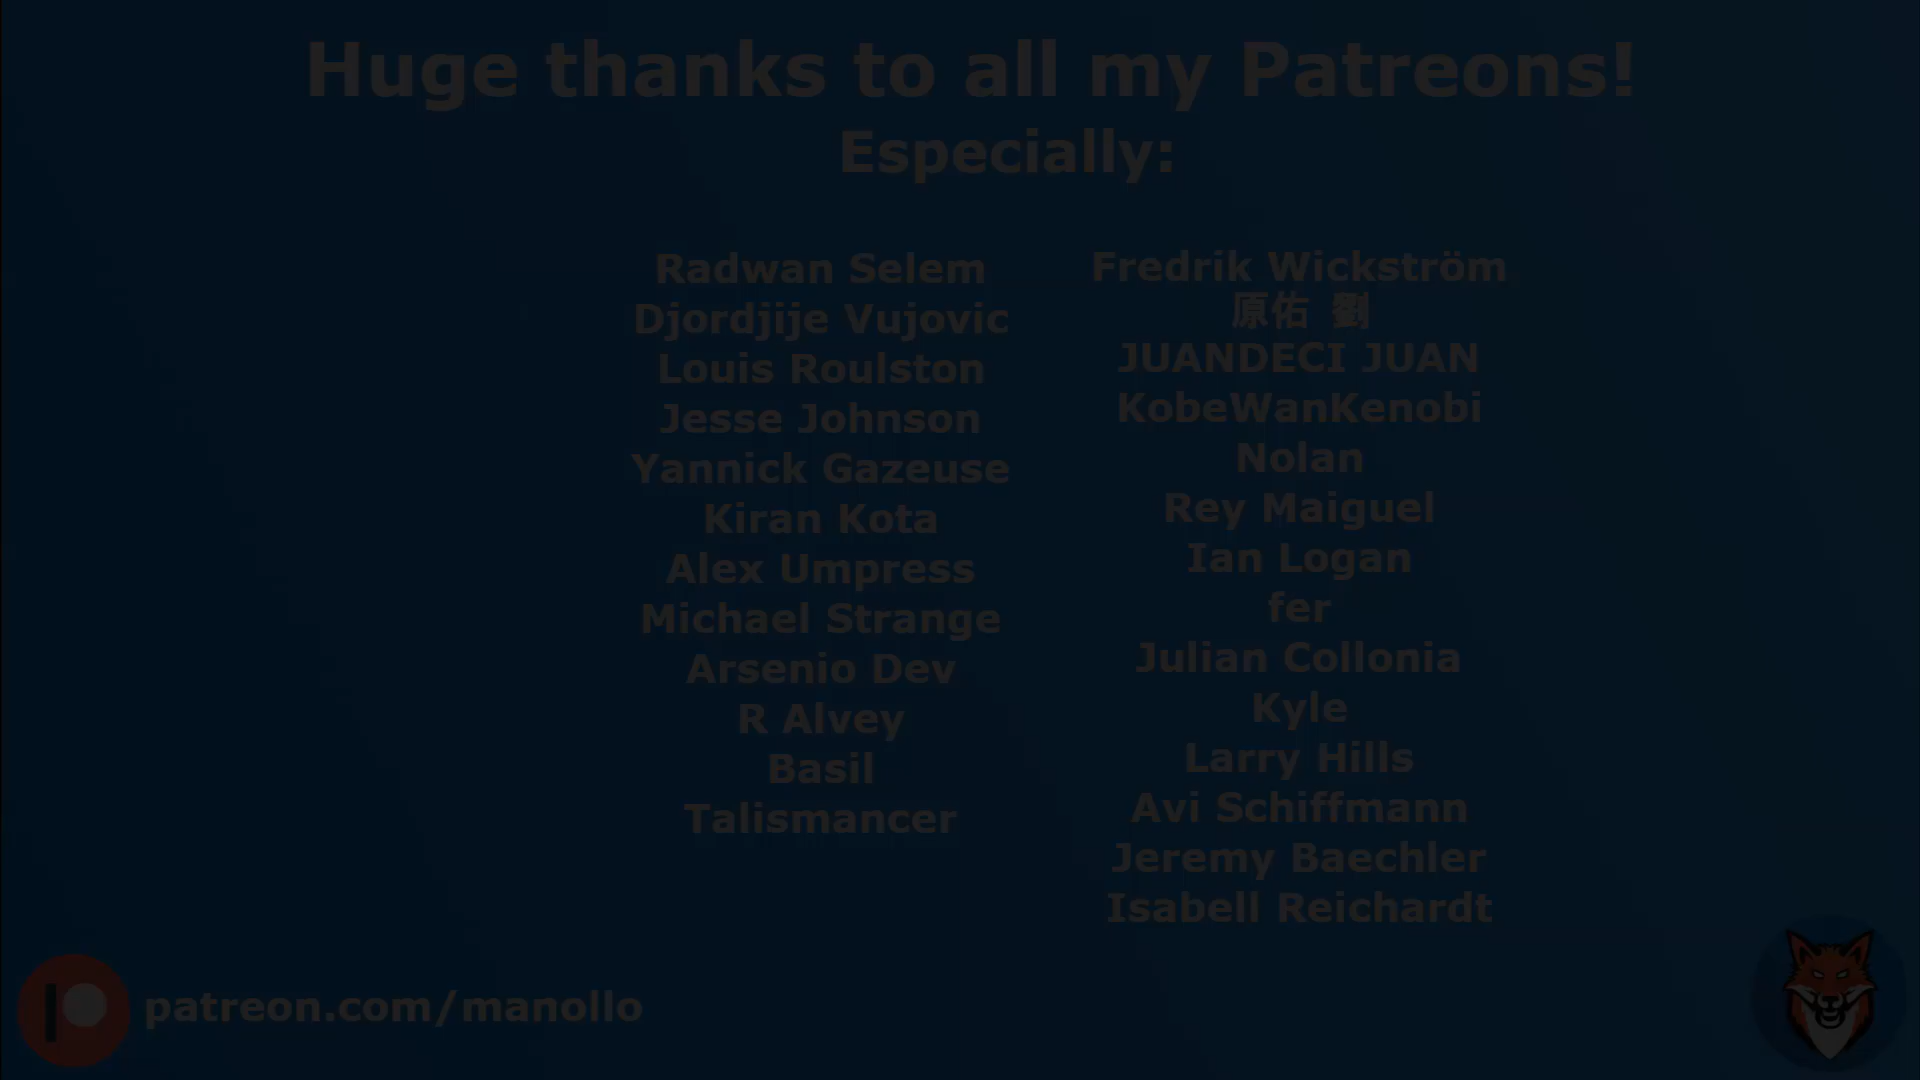 Huge thanks to all my Patreons!
Especially:
Radwan Selem
Djordjije Vujovic
Louis Roulston
Jesse Johnson
Yannick Gazeuse
Kiran Kota
Alex Umpress
Michael Strange
Arsenio Dev
R Alvey
Basil
Talismancer
Fredrik Wickström
原佑 劉
JUANDECI JUAN
KobeWanKenobi
Nolan
Rey Maiguel
Ian Logan
fer
Julian Collonia
Kyle
Larry Hills
Avi Schiffmann
Jeremy Baechler
Isabell Reichardt
patreon.com/manollo